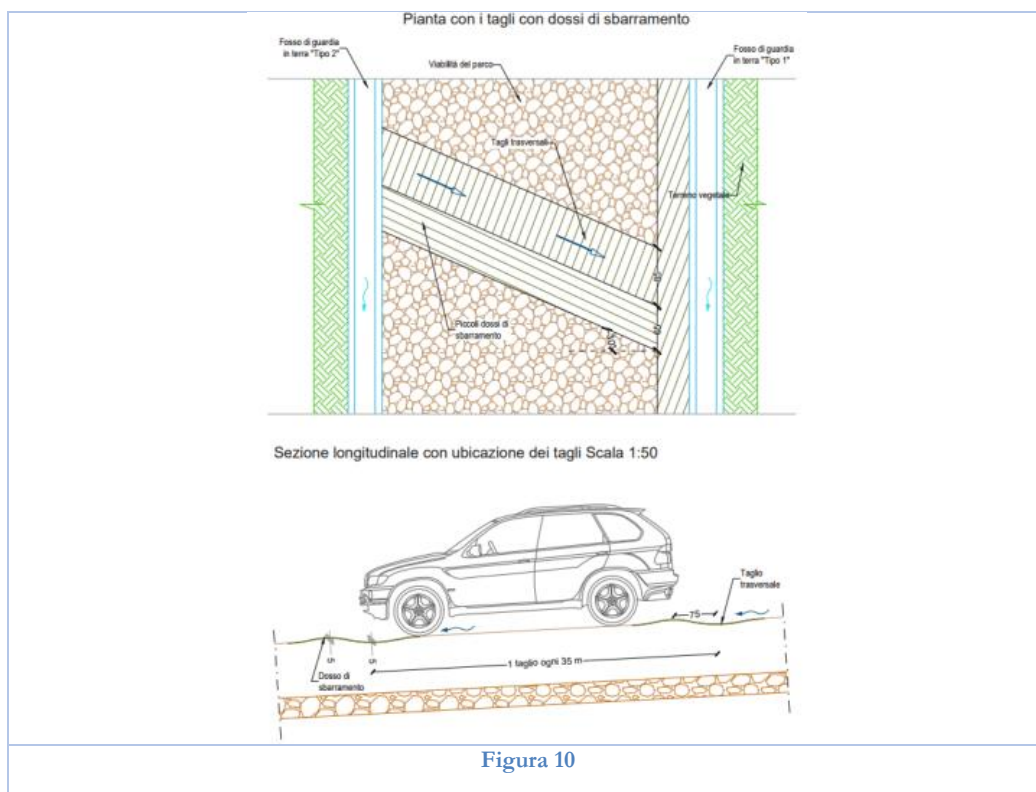 Pianta con i tagli con dossi di sbarramento
Fosso di guardia
in terra "Tipo 2"
Viabilità del parco
Fosso di guardia
in terra "Tipo 1"
Tagli trasversali
Terreno vegetale
Piccoli dossi di
sbarramento
Sezione longitudinale con ubicazione dei tagli Scala 1:50
Taglio
trasversale
75
5
5
1 taglio ogni 35 m
Dosso di
sbarramento
Figura 10